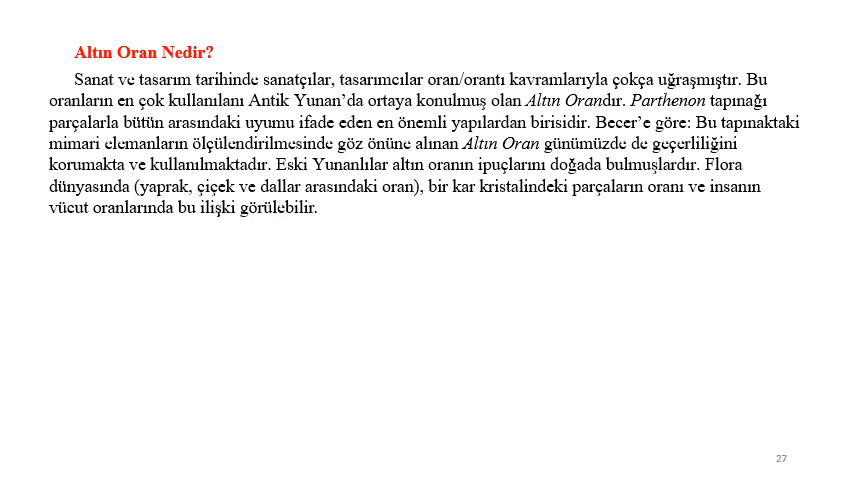 Altın Oran Nedir?
Sanat ve tasarım tarihinde sanatçılar, tasarımcılar oran/orantı kavramlarıyla çokça uğraşmıştır. Bu
oranların en çok kullanılanı Antik Yunan’da ortaya konulmuş olan Altın Orandır. Parthenon tapınağı
parçalarla bütün arasındaki uyumu ifade eden en önemli yapılardan birisidir. Becer’e göre: Bu tapınaktaki
mimari elemanların ölçülendirilmesinde göz önüne alınan Altın Oran günümüzde de geçerliliğini
korumakta ve kullanılmaktadır. Eski Yunanlılar altın oranın ipuçlarını doğada bulmuşlardır. Flora
dünyasında (yaprak, çiçek ve dallar arasındaki oran), bir kar kristalindeki parçaların oranı ve insanın
vücut oranlarında bu ilişki görülebilir.
27